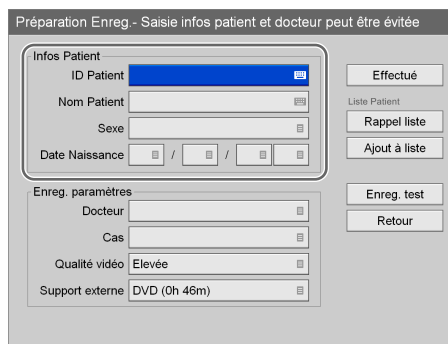 Préparation Enreg.- Saisie infos patient et docteur peut être évitée
Infos Patient
ID Patient
Nom Patient
Sexe
Date Naissance / /
Enreg. paramètres
Docteur
Cas
Qualité vidéo Elevée
Support externe DVD (0h 46m)
Effectué
Liste Patient
Rappel liste
Ajout à liste
Enreg. test
Retour